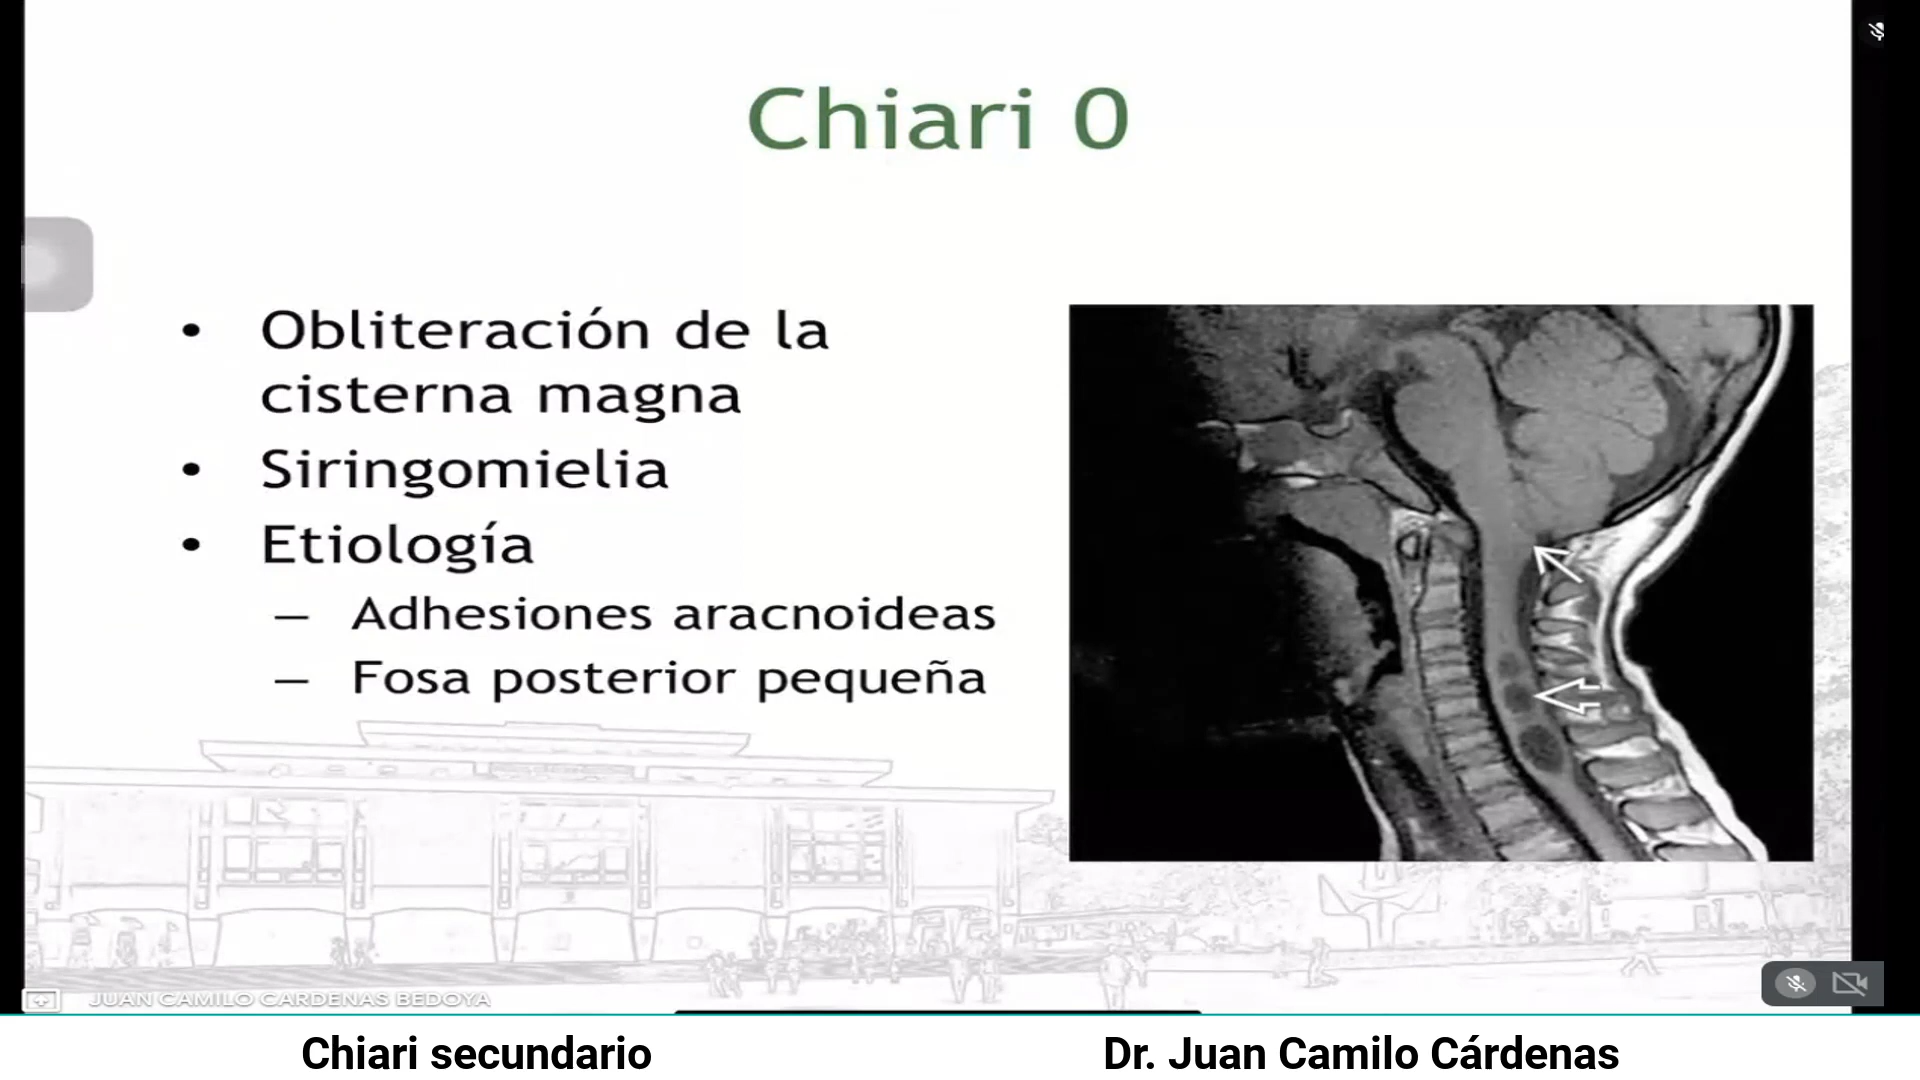 Chiari 0
• Obliteración de la
cisterna magna
• Siringomielia
• Etiología
– Adhesiones aracnoideas
– Fosa posterior pequeña
JUAN CAMILO CARDENAS BEDOYA
Chiari secundario
Dr. Juan Camilo Cárdenas